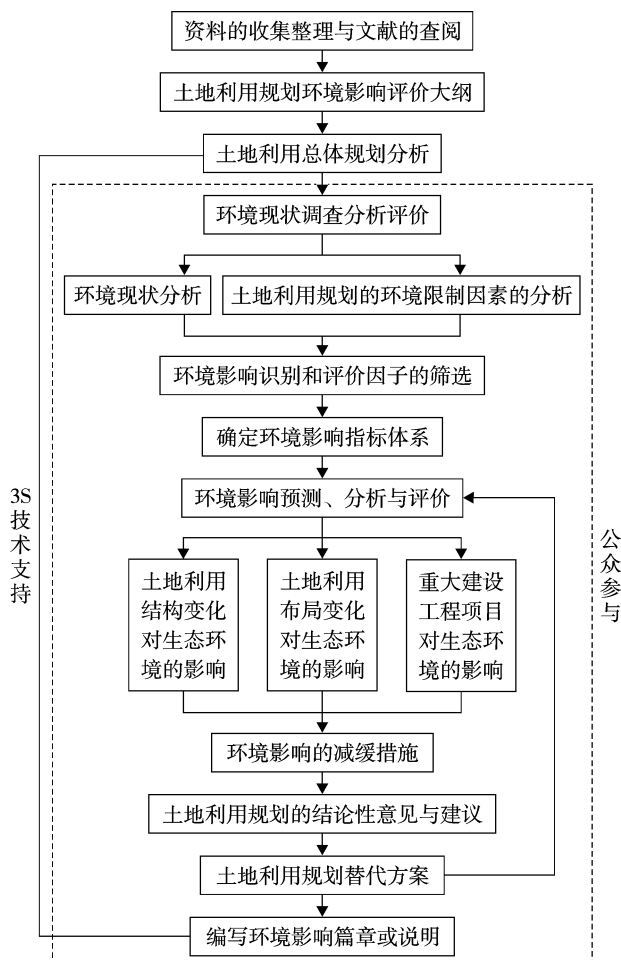 资料的收集整理与文献的查阅
土地利用规划环境影响评价大纲
土地利用总体规划分析
环境现状调查分析评价
环境现状分析
土地利用规划的环境限制因素的分析
环境影响识别和评价因子的筛选
确定环境影响指标体系
环境影响预测、分析与评价
3S
技
术
支
持
公
众
参
与
土地利用
结构变化
对生态环
境的影响
土地利用
布局变化
对生态环
境的影响
重大建设
工程项目
对生态环
境的影响
环境影响的减缓措施
土地利用规划的结论性意见与建议
土地利用规划替代方案
编写环境影响篇章或说明